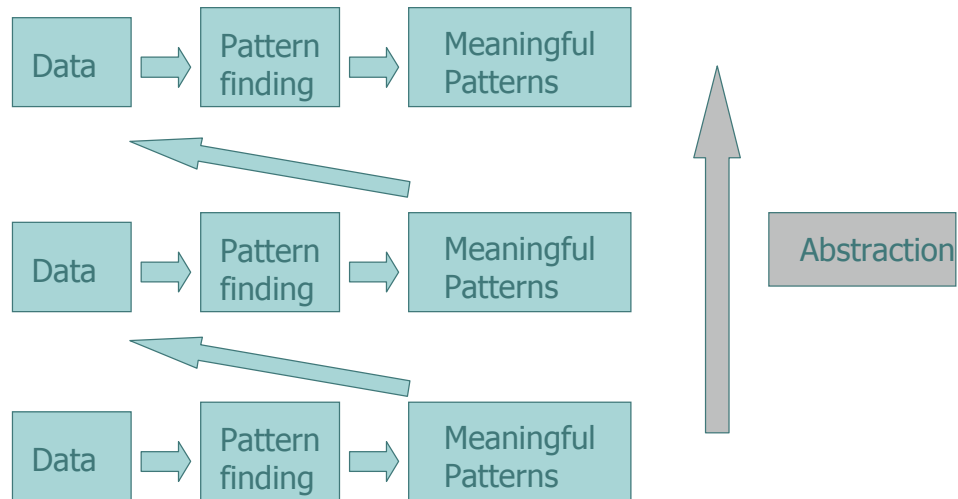 Data
Pattern
finding
Meaningful
Patterns
Data
Pattern
finding
Meaningful
Patterns
Abstraction
Data
Pattern
finding
Meaningful
Patterns